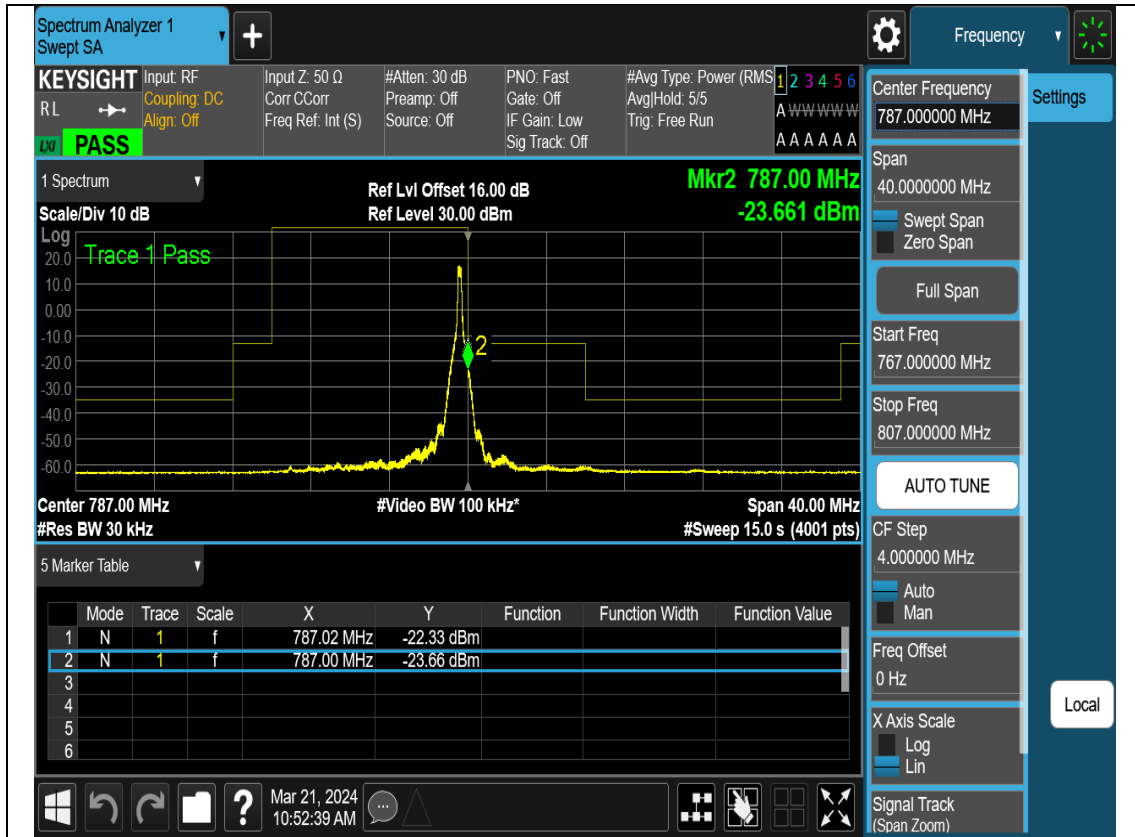 Spectrum Analyzer 1
Swept SA
+
Frequency
KEYSIGHT
R L
LXI PASS
Input: RF
Coupling: DC
Align: Off
Input Z: 50 Ω
Corr CCorr
Freq Ref: Int (S)
#Atten: 30 dB
Preamp: Off
Source: Off
PNO: Fast
Gate: Off
IF Gain: Low
Sig Track: Off
#Avg Type: Power (RMS
Avg|Hold: 5/5
Trig: Free Run
1 2 3 4 5 6
A W W W W W
A A A A A A
1 Spectrum
Scale/Div 10 dB
Ref Lvl Offset 16.00 dB
Ref Level 30.00 dBm
Mkr2 787.00 MHz
-23.661 dBm
Log
Trace 1 Pass
20.0
10.0
0.00
-10.0
-20.0
-30.0
-40.0
-50.0
-60.0
2
Center 787.00 MHz
#Video BW 100 kHz*
Span 40.00 MHz
#Res BW 30 kHz
#Sweep 15.0 s (4001 pts)
5 Marker Table
Mode Trace Scale X Y Function Function Width Function Value
1 N 1 f 787.02 MHz -22.33 dBm
2 N 1 f 787.00 MHz -23.66 dBm
3
4
5
6
Mar 21, 2024
10:52:39 AM
?
Center Frequency
787.000000 MHz
Settings
Span
40.0000000 MHz
Swept Span
Zero Span
Full Span
Start Freq
767.000000 MHz
Stop Freq
807.000000 MHz
AUTO TUNE
CF Step
4.000000 MHz
Auto
Man
Freq Offset
0 Hz
X Axis Scale
Log
Lin
Local
Signal Track
(Span Zoom)